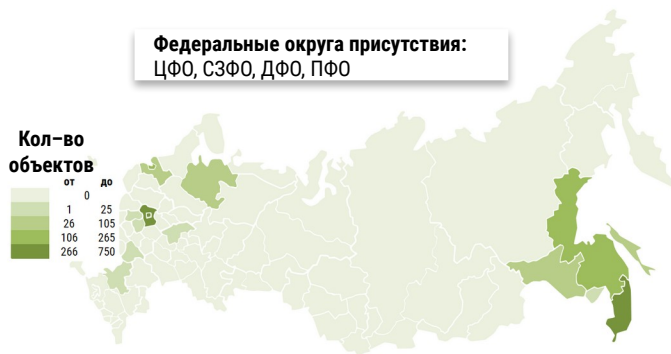 Федеральные округа присутствия:
ЦФО, СЗФО, ДФО, ПФО
Кол–во
объектов
от до
0
1 25
26 105
106 265
266 750